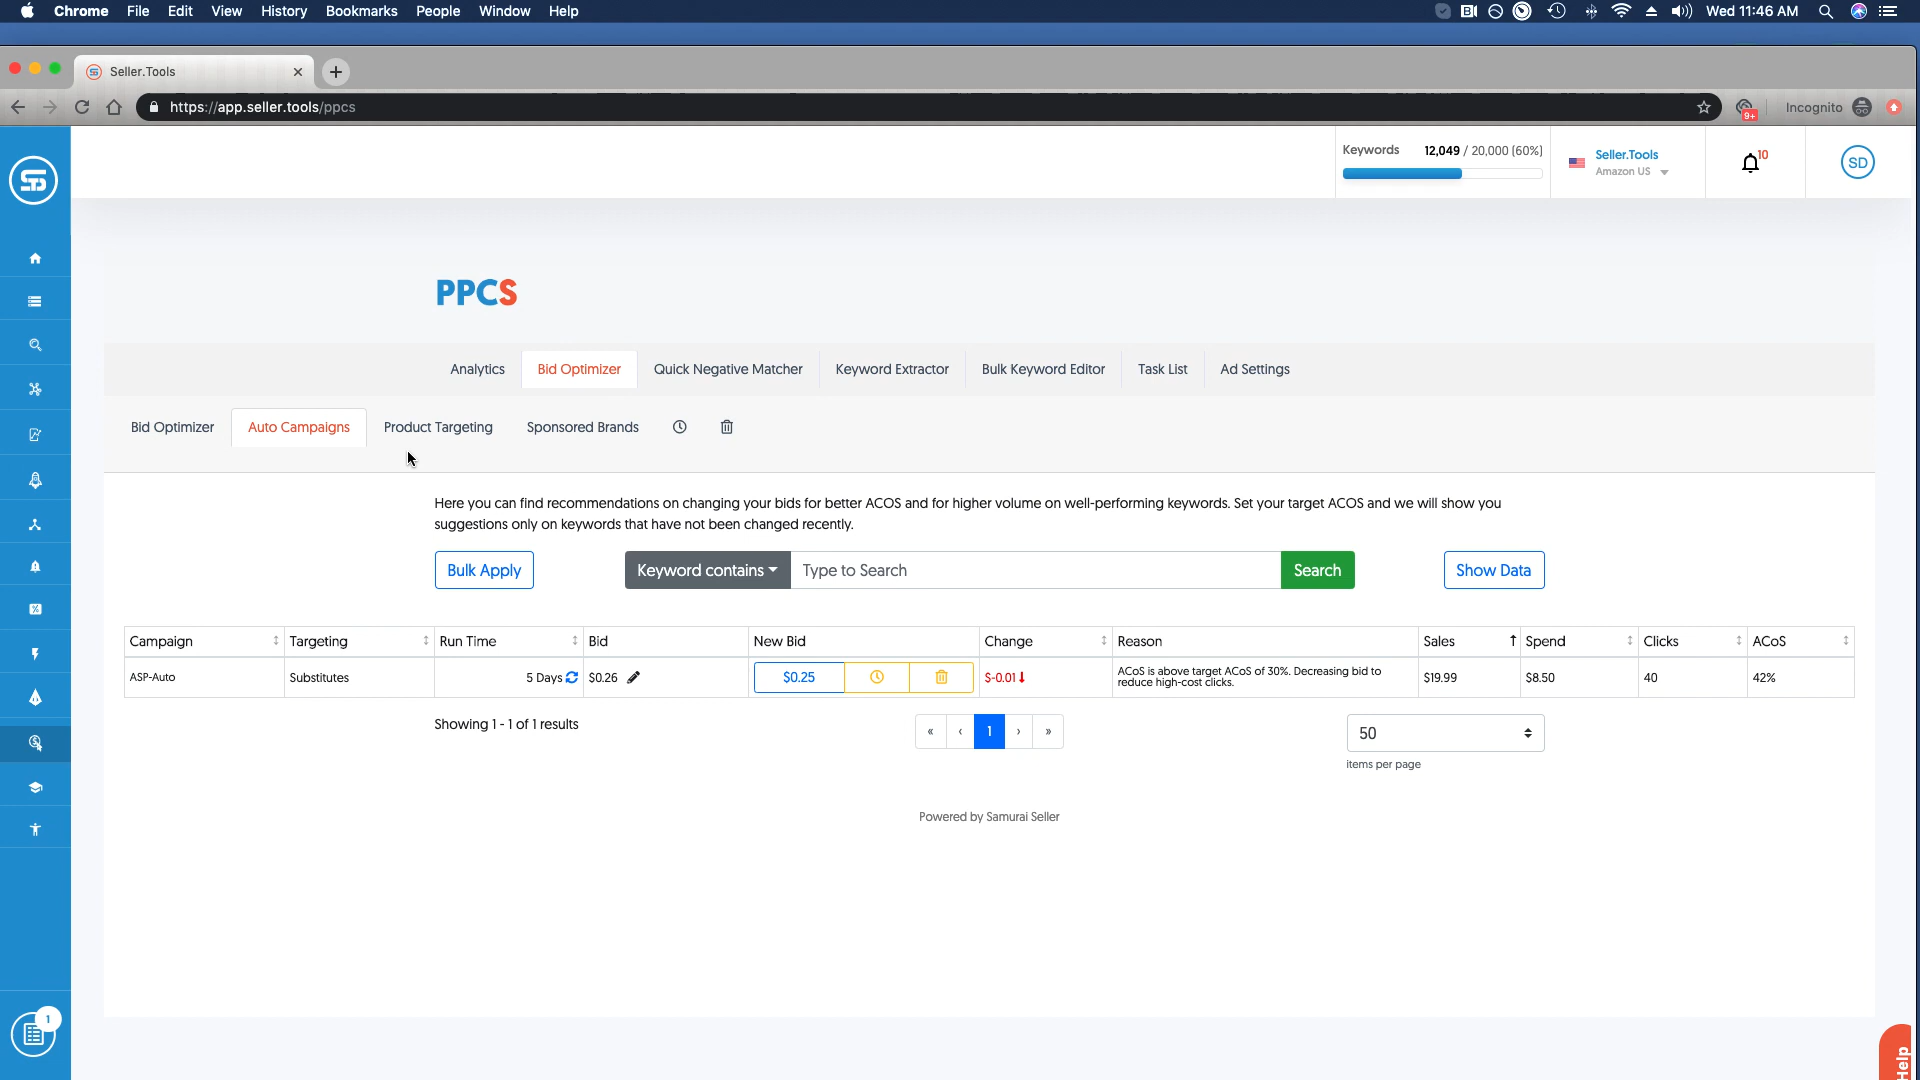 Chrome File Edit View History Bookmarks People Window Help Wed 11:46 AM
Seller.Tools
https://app.seller.tools/ppcs 9+ Incognito
Keywords 12,049 / 20,000 (60%)
Seller.Tools
Amazon US
10
SD
PPCS
Analytics Bid Optimizer Quick Negative Matcher Keyword Extractor Bulk Keyword Editor Task List Ad Settings
Bid Optimizer Auto Campaigns Product Targeting Sponsored Brands
Here you can find recommendations on changing your bids for better ACOS and for higher volume on well-performing keywords. Set your target ACOS and we will show you
suggestions only on keywords that have not been changed recently.
Bulk Apply Keyword contains Type to Search Search Show Data
Campaign Targeting Run Time Bid New Bid Change Reason Sales Spend Clicks ACoS
ASP-Auto Substitutes 5 Days $0.26 $0.25 $-0.01 ACoS is above target ACoS of 30%. Decreasing bid to
reduce high-cost clicks. $19.99 $8.50 40 42%
Showing 1 - 1 of 1 results « ‹ 1 › » 50
items per page
Powered by Samurai Seller
1
Help